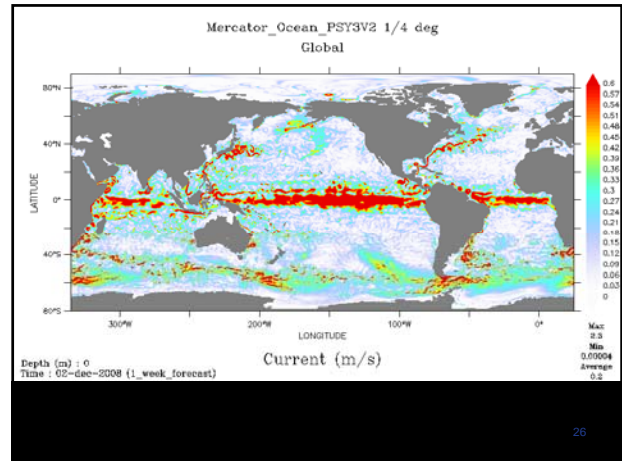 Mercator_Ocean_PSY3V2 1/4 deg
Global
80°N
40°N
0°
40°S
80°S
LATITUDE
300°W
200°W
100°W
0°
LONGITUDE
0.6
0.57
0.54
0.51
0.48
0.45
0.42
0.39
0.36
0.33
0.3
0.27
0.24
0.21
0.18
0.15
0.12
0.09
0.06
0.03
0
Max
2.3
Min
0.00004
Average
0.2
Depth (m) : 0
Time : 02-dec-2008 (1_week_forecast)
Current (m/s)
26